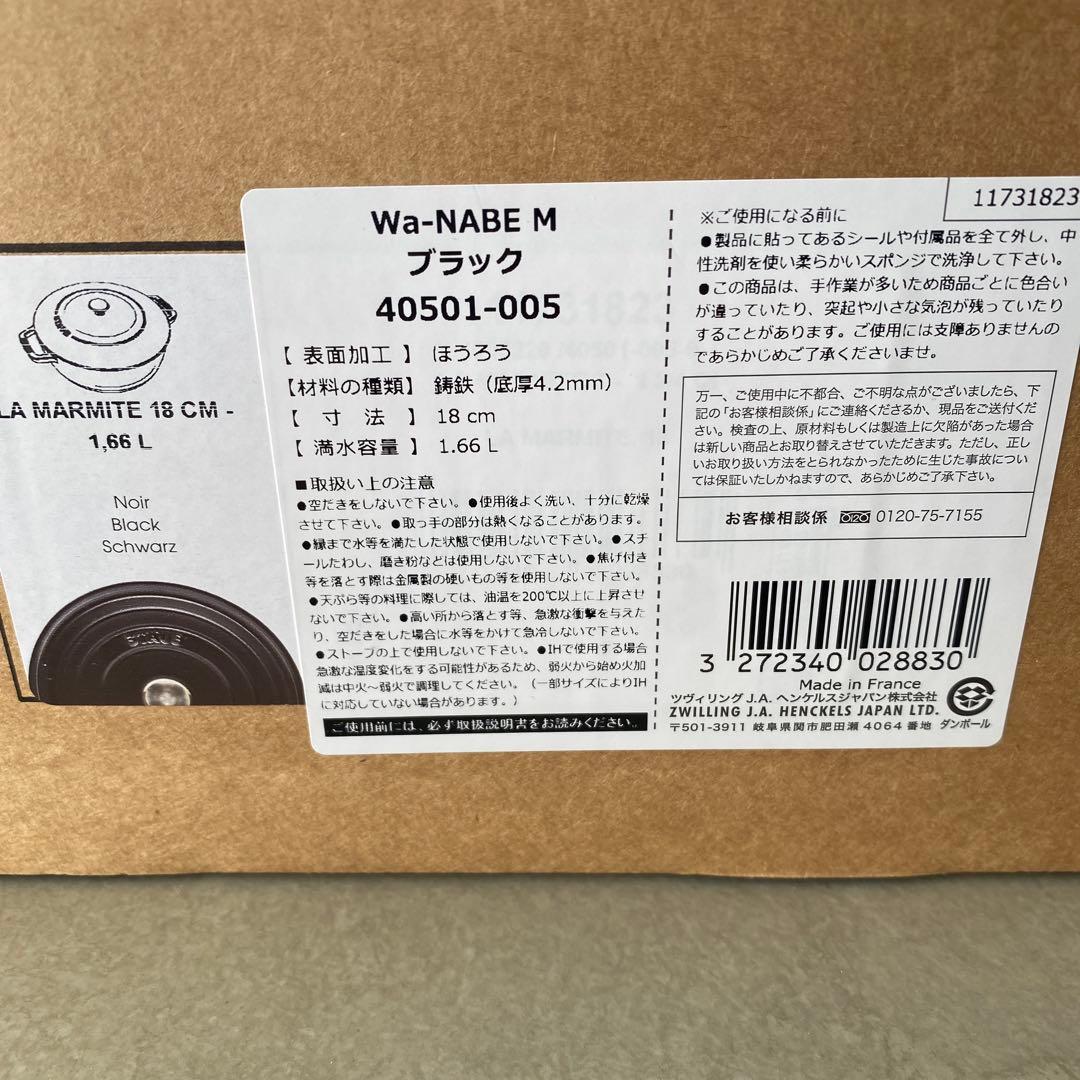 LA MARMITE 18 CM -
1,66 L
Noir
Black
Schwarz
STAUB
Wa-NABE M
ブラック
40501-005
【 表面加工 】 ほうろう
【材料の種類】 鋳鉄（底厚4.2mm）
【 寸 法 】 18 cm
【 満水容量 】 1.66 L
■取扱い上の注意
●空だきをしないで下さい。●使用後よく洗い、十分に乾燥
させて下さい。●取っ手の部分は熱くなることがあります。
●縁まで水等を満たした状態で使用しないで下さい。●スチ
ールたわし、磨き粉などは使用しないで下さい。●焦げ付き
等を落とす際は金属製の硬いもの等を使用しないで下さい。
●天ぷら等の料理に際しては、油温を200℃以上に上昇させ
ないで下さい。●高い所から落とす等、急激な衝撃を与えた
り、空だきをした場合に水等をかけて急冷しないで下さい。
●ストーブの上で使用しないで下さい。●IHで使用する場合
急激な温度変化をする可能性があるため、弱火から始め火加
減は中火～弱火で調理してください。（一部サイズによりIH
に対応していない場合があります。）
ご使用前には、必ず取扱説明書をお読みください。
11731823
※ご使用になる前に
●製品に貼ってあるシールや付属品を全て外し、中
性洗剤を使い柔らかいスポンジで洗浄して下さい。
●この商品は、手作業が多いため商品ごとに色合い
が違っていたり、突起や小さな気泡が残っていたり
することがあります。ご使用には支障ありませんの
であらかじめご了承くださいませ。
万一、ご使用中に不都合、ご不明な点がございましたら、下
記の「お客様相談係」にご連絡くださるか、現品をご送付くだ
さい。検査の上、原材料もしくは製造上に欠陥があった場合
は新しい商品とお取り替えさせていただきます。ただし、正し
いお取り扱い方法をとられなかったために生じた事故につい
ては保証いたしかねますので、あらかじめご了承下さい。
お客様相談係 0120-75-7155
3 272340 028830
Made in France
ツヴィリング J.A. ヘンケルスジャパン株式会社
ZWILLING J.A. HENCKELS JAPAN LTD.
〒501-3911 岐阜県関市肥田瀬 4064 番地
ダンボール